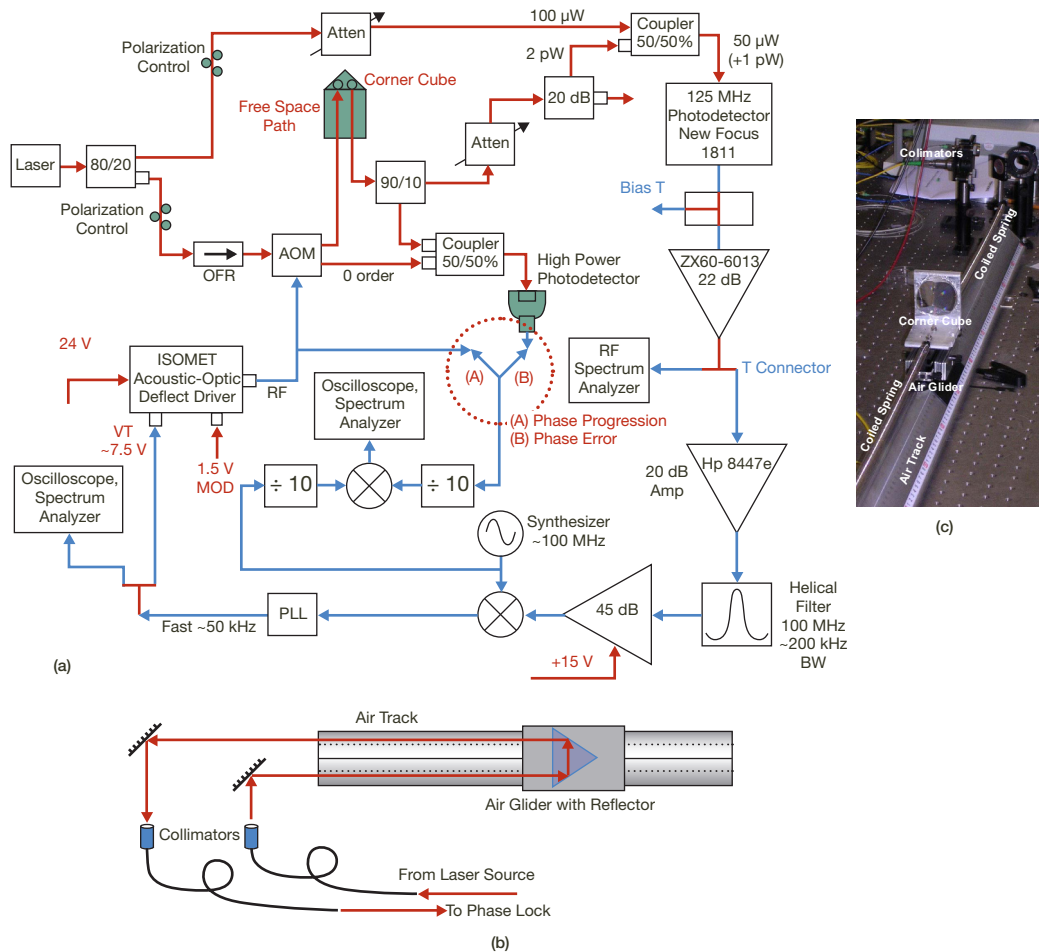 100 µW
Coupler
50/50%
Atten
2 pW
50 µW
(+1 pW)
Polarization
Control
Corner Cube
20 dB
125 MHz
Photodetector
New Focus
1811
Free Space
Path
Atten
Laser
80/20
90/10
Bias T
Polarization
Control
OFR
AOM
0 order
Coupler
50/50%
High Power
Photodetector
ZX60-6013
22 dB
24 V
ISOMET
Acoustic-Optic
Deflect Driver
RF
Oscilloscope,
Spectrum
Analyzer
(A)
(B)
RF
Spectrum
Analyzer
T Connector
(A) Phase Progression
(B) Phase Error
VT
~7.5 V
1.5 V
MOD
Oscilloscope,
Spectrum
Analyzer
÷ 10
÷ 10
20 dB
Amp
Hp 8447e
Synthesizer
~100 MHz
PLL
Fast ~50 kHz
45 dB
Helical
Filter
100 MHz
~200 kHz
BW
+15 V
(a)
Colimators
Coiled Spring
Corner Cube
Air Glider
Coiled Spring
Air Track
(c)
Air Track
Air Glider with Reflector
Collimators
From Laser Source
To Phase Lock
(b)